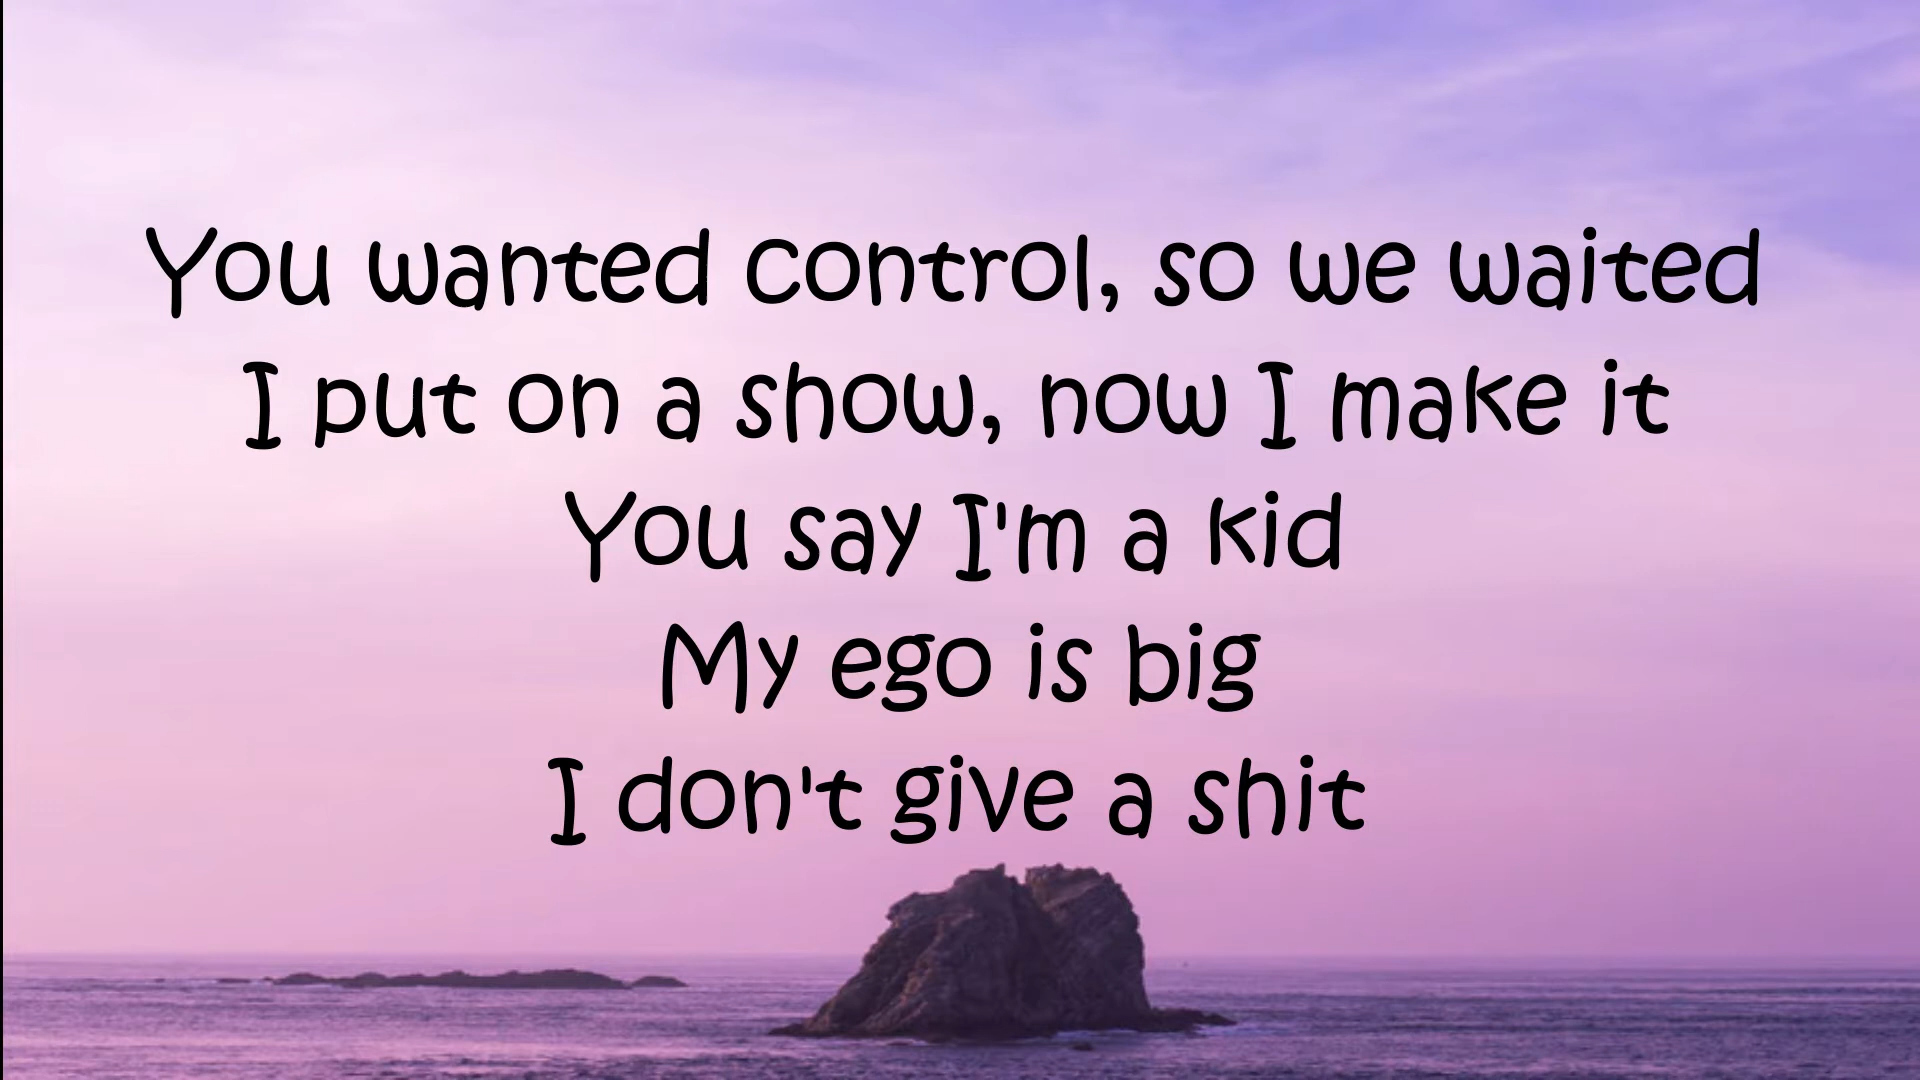 You wanted control, so we waited
I put on a show, now I make it
You say I'm a kid
My ego is big
I don't give a shit